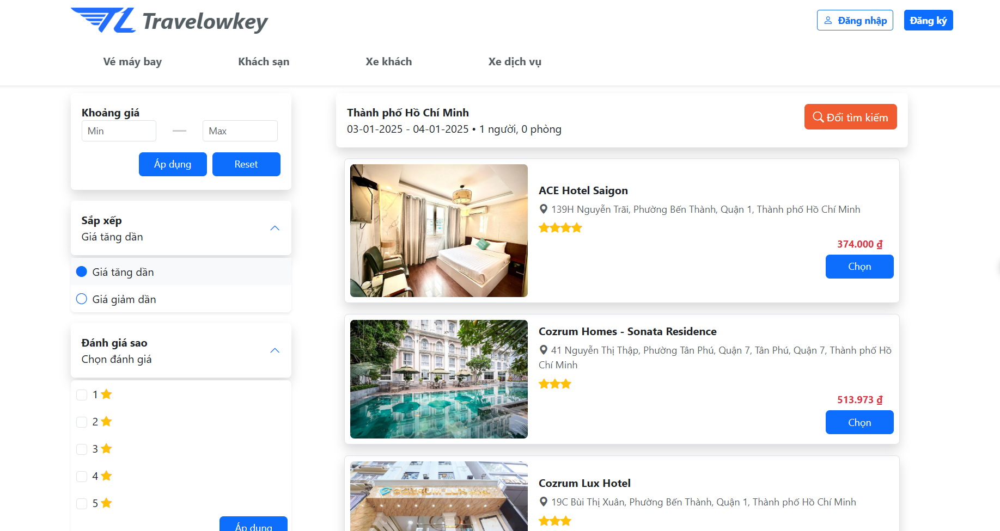 Travelowkey
Đăng nhập
Đăng ký
Vé máy bay
Khách sạn
Xe khách
Xe dịch vụ
Khoảng giá
Min
Max
Áp dụng
Reset
Sắp xếp
Giá tăng dần
Giá tăng dần
Giá giảm dần
Đánh giá sao
Chọn đánh giá
1
2
3
4
5
Áp dụng
Thành phố Hồ Chí Minh
03-01-2025 - 04-01-2025 • 1 người, 0 phòng
Đổi tìm kiếm
ACE Hotel Saigon
139H Nguyễn Trãi, Phường Bến Thành, Quận 1, Thành phố Hồ Chí Minh
374.000 ₫
Chọn
Cozrum Homes - Sonata Residence
41 Nguyễn Thị Thập, Phường Tân Phú, Quận 7, Tân Phú, Quận 7, Thành phố Hồ
Chí Minh
513.973 ₫
Chọn
COZRUM LUX
Cozrum Lux Hotel
19C Bùi Thị Xuân, Phường Bến Thành, Quận 1, Thành phố Hồ Chí Minh